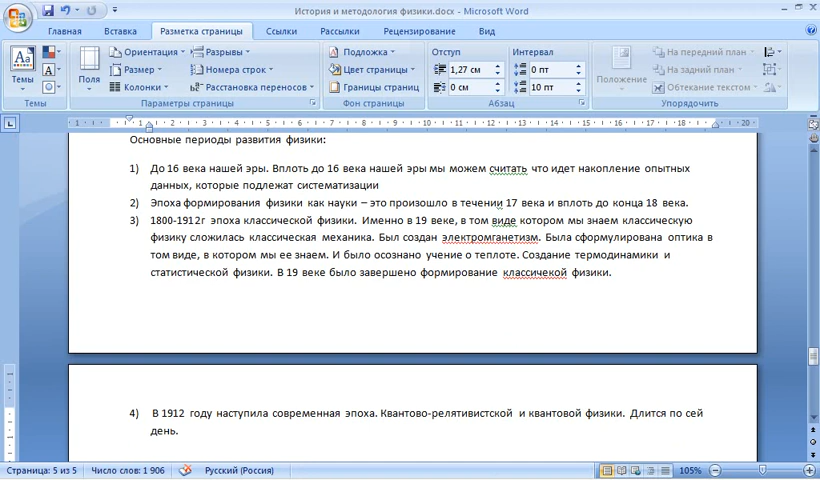 История и методология физики.docx - Microsoft Word
Главная Вставка Разметка страницы Ссылки Рассылки Рецензирование Вид
Темы
Темы
Поля
Ориентация
Размер
Колонки
Разрывы
Номера строк
Расстановка переносов
Параметры страницы
Подложка
Цвет страницы
Границы страниц
Фон страницы
Отступ
1,27 см
0 см
Интервал
0 пт
10 пт
Абзац
Положение
На передний план
На задний план
Обтекание текстом
Упорядочить
Основные периоды развития физики:
1) До 16 века нашей эры. Вплоть до 16 века нашей эры мы можем считать что идет накопление опытных
данных, которые подлежат систематизации
2) Эпоха формирования физики как науки – это произошло в течении 17 века и вплоть до конца 18 века.
3) 1800-1912г эпоха классической физики. Именно в 19 веке, в том виде котором мы знаем классическую
физику сложилась классическая механика. Был создан электромганетизм. Была сформулирована оптика в
том виде, в котором мы ее знаем. И было осознано учение о теплоте. Создание термодинамики и
статистической физики. В 19 веке было завершено формирование классичекой физики.
4) В 1912 году наступила современная эпоха. Квантово-релятивистской и квантовой физики. Длится по сей
день.
Страница: 5 из 5 Число слов: 1 906 Русский (Россия) 105%